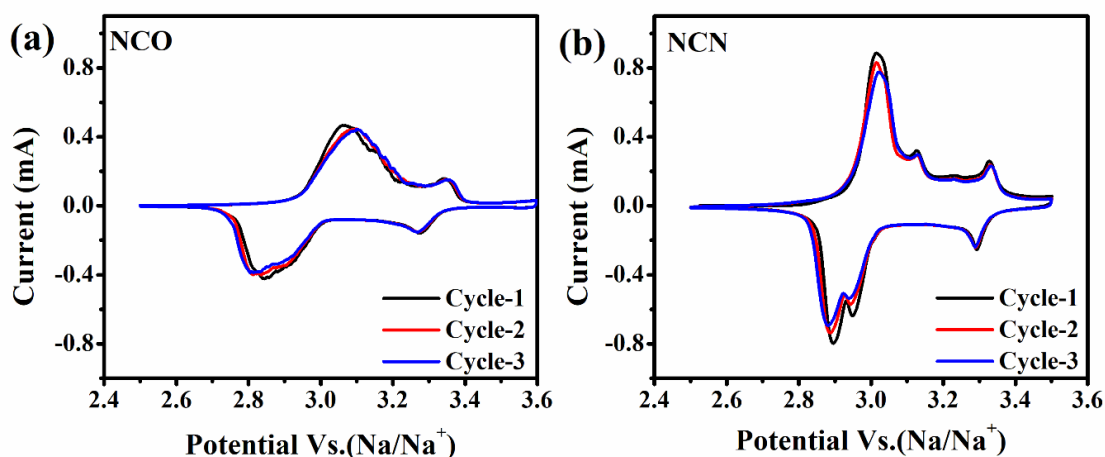 (a)
NCO
0.8
0.4
0.0
-0.4
-0.8
Current (mA)
Cycle-1
Cycle-2
Cycle-3
2.4 2.6 2.8 3.0 3.2 3.4 3.6
Potential Vs.(Na/Na⁺)
(b)
NCN
0.8
0.4
0.0
-0.4
-0.8
Current (mA)
Cycle-1
Cycle-2
Cycle-3
2.4 2.6 2.8 3.0 3.2 3.4 3.6
Potential Vs.(Na/Na⁺)